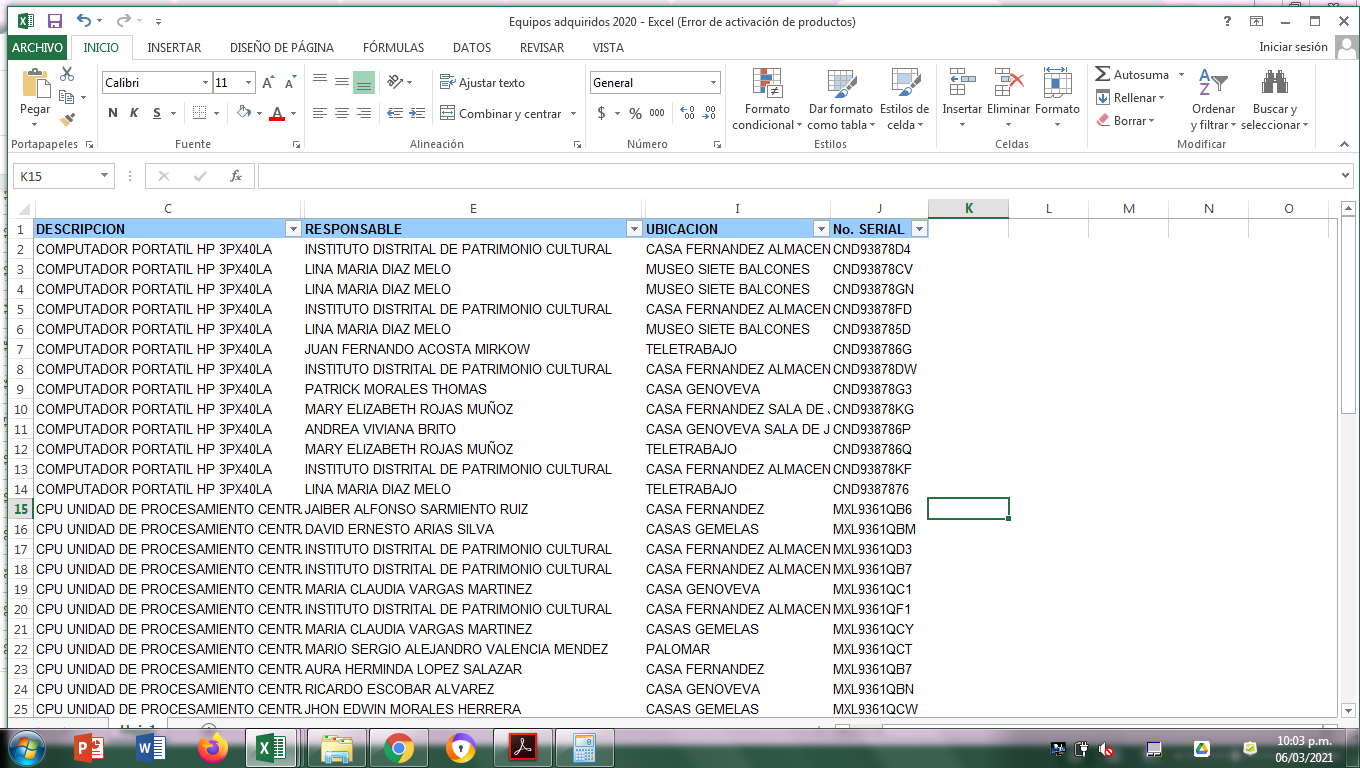 Equipos adquiridos 2020 - Excel (Error de activación de productos)
ARCHIVO INICIO INSERTAR DISEÑO DE PÁGINA FÓRMULAS DATOS REVISAR VISTA Iniciar sesión
Calibri 11 Ajustar texto General Autosuma
Pegar Formato condicional Dar formato como tabla Estilos de celda Insertar Eliminar Formato Rellenar Ordenar y filtrar Buscar y seleccionar
N K S Combinar y centrar $ % 000 Borrar
Portapapeles Fuente Alineación Número Estilos Celdas Modificar
K15 fx
C E I J K L M N O
1 DESCRIPCION RESPONSABLE UBICACION No. SERIAL
2 COMPUTADOR PORTATIL HP 3PX40LA INSTITUTO DISTRITAL DE PATRIMONIO CULTURAL CASA FERNANDEZ ALMACEN CND93878D4
3 COMPUTADOR PORTATIL HP 3PX40LA LINA MARIA DIAZ MELO MUSEO SIETE BALCONES CND93878CV
4 COMPUTADOR PORTATIL HP 3PX40LA LINA MARIA DIAZ MELO MUSEO SIETE BALCONES CND93878GN
5 COMPUTADOR PORTATIL HP 3PX40LA INSTITUTO DISTRITAL DE PATRIMONIO CULTURAL CASA FERNANDEZ ALMACEN CND93878FD
6 COMPUTADOR PORTATIL HP 3PX40LA LINA MARIA DIAZ MELO MUSEO SIETE BALCONES CND938785D
7 COMPUTADOR PORTATIL HP 3PX40LA JUAN FERNANDO ACOSTA MIRKOW TELETRABAJO CND938786G
8 COMPUTADOR PORTATIL HP 3PX40LA INSTITUTO DISTRITAL DE PATRIMONIO CULTURAL CASA FERNANDEZ ALMACEN CND93878DW
9 COMPUTADOR PORTATIL HP 3PX40LA PATRICK MORALES THOMAS CASA GENOVEVA CND93878G3
10 COMPUTADOR PORTATIL HP 3PX40LA MARY ELIZABETH ROJAS MUÑOZ CASA FERNANDEZ SALA DE CND93878KG
11 COMPUTADOR PORTATIL HP 3PX40LA ANDREA VIVIANA BRITO CASA GENOVEVA SALA DE J CND938786P
12 COMPUTADOR PORTATIL HP 3PX40LA MARY ELIZABETH ROJAS MUÑOZ TELETRABAJO CND938786Q
13 COMPUTADOR PORTATIL HP 3PX40LA INSTITUTO DISTRITAL DE PATRIMONIO CULTURAL CASA FERNANDEZ ALMACEN CND93878KF
14 COMPUTADOR PORTATIL HP 3PX40LA LINA MARIA DIAZ MELO TELETRABAJO CND9387876
15 CPU UNIDAD DE PROCESAMIENTO CENTR JAIBER ALFONSO SARMIENTO RUIZ CASA FERNANDEZ MXL9361QB6
16 CPU UNIDAD DE PROCESAMIENTO CENTR DAVID ERNESTO ARIAS SILVA CASAS GEMELAS MXL9361QBM
17 CPU UNIDAD DE PROCESAMIENTO CENTR INSTITUTO DISTRITAL DE PATRIMONIO CULTURAL CASA FERNANDEZ ALMACEN MXL9361QD3
18 CPU UNIDAD DE PROCESAMIENTO CENTR INSTITUTO DISTRITAL DE PATRIMONIO CULTURAL CASA FERNANDEZ ALMACEN MXL9361QB7
19 CPU UNIDAD DE PROCESAMIENTO CENTR MARIA CLAUDIA VARGAS MARTINEZ CASA GENOVEVA MXL9361QC1
20 CPU UNIDAD DE PROCESAMIENTO CENTR INSTITUTO DISTRITAL DE PATRIMONIO CULTURAL CASA FERNANDEZ ALMACEN MXL9361QF1
21 CPU UNIDAD DE PROCESAMIENTO CENTR MARIA CLAUDIA VARGAS MARTINEZ CASAS GEMELAS MXL9361QCY
22 CPU UNIDAD DE PROCESAMIENTO CENTR MARIO SERGIO ALEJANDRO VALENCIA MENDEZ PALOMAR MXL9361QCT
23 CPU UNIDAD DE PROCESAMIENTO CENTR AURA HERMINDA LOPEZ SALAZAR CASA FERNANDEZ MXL9361QB7
24 CPU UNIDAD DE PROCESAMIENTO CENTR RICARDO ESCOBAR ALVAREZ CASA GENOVEVA MXL9361QBN
25 CPU UNIDAD DE PROCESAMIENTO CENTR JHON EDWIN MORALES HERRERA CASAS GEMELAS MXL9361QCW
10:03 p.m.
06/03/2021